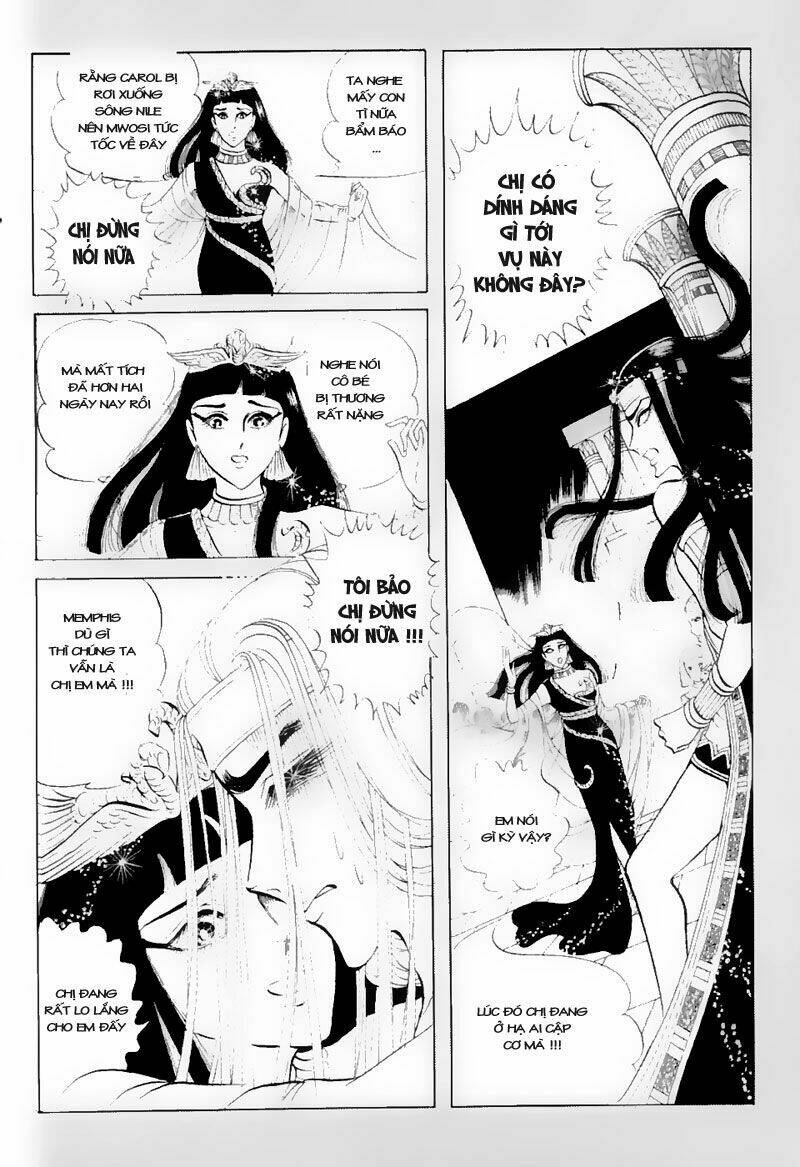 CHỊ CÓ
DÍNH DÁNG
GÌ TỚI
VỤ NÀY
KHÔNG ĐÂY?
EM NÓI
GÌ KỲ VẬY?
LÚC ĐÓ CHỊ ĐANG
Ở HẠ AI CẬP
CƠ MÀ !!!
TA NGHE
MẤY CON
TÌ NỮA
BẨM BÁO
...
RẰNG CAROL BỊ
RƠI XUỐNG
SÔNG NILE
NÊN MWOSI TỨC
TỐC VỀ ĐÂY
CHỊ ĐỪNG
NÓI NỮA
NGHE NÓI
CÔ BÉ
BỊ THƯƠNG
RẤT NẶNG
MÀ MẤT TÍCH
ĐÃ HƠN HAI
NGÀY NAY RỒI
TÔI BẢO
CHỊ ĐỪNG
NÓI NỮA !!!
MEMPHIS
DÙ GÌ
THÌ CHÚNG TA
VẪN LÀ
CHỊ EM MÀ !!!
CHỊ ĐANG
RẤT LO LẮNG
CHO EM ĐẤY